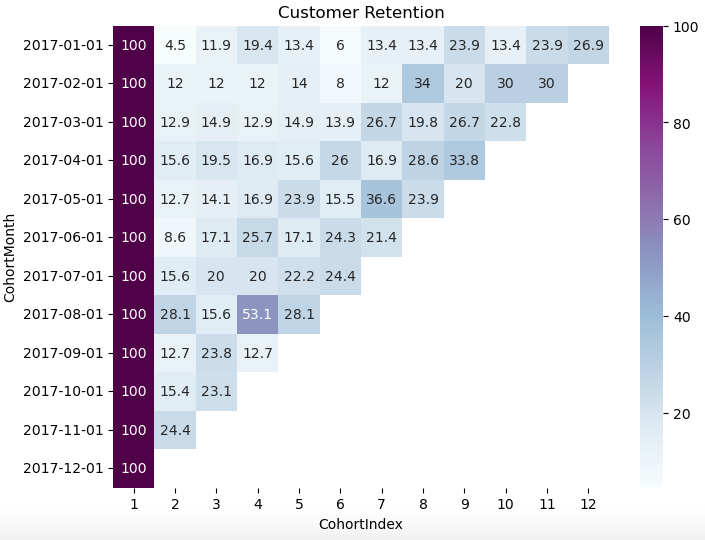 Customer Retention
CohortMonth
2017-01-01 100 4.5 11.9 19.4 13.4 6 13.4 13.4 23.9 13.4 23.9 26.9
2017-02-01 100 12 12 12 14 8 12 34 20 30 30
2017-03-01 100 12.9 14.9 12.9 14.9 13.9 26.7 19.8 26.7 22.8
2017-04-01 100 15.6 19.5 16.9 15.6 26 16.9 28.6 33.8
2017-05-01 100 12.7 14.1 16.9 23.9 15.5 36.6 23.9
2017-06-01 100 8.6 17.1 25.7 17.1 24.3 21.4
2017-07-01 100 15.6 20 20 22.2 24.4
2017-08-01 100 28.1 15.6 53.1 28.1
2017-09-01 100 12.7 23.8 12.7
2017-10-01 100 15.4 23.1
2017-11-01 100 24.4
2017-12-01 100
1 2 3 4 5 6 7 8 9 10 11 12
CohortIndex
100
80
60
40
20